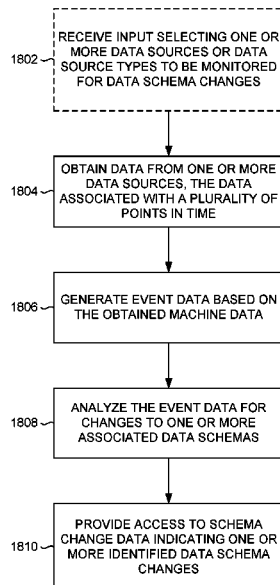 RECEIVE INPUT SELECTING ONE OR
MORE DATA SOURCES OR DATA
1802
SOURCE TYPES TO BE MONITORED
FOR DATA SCHEMA CHANGES
OBTAIN DATA FROM ONE OR MORE
1804
DATA SOURCES, THE DATA
ASSOCIATED WITH A PLURALITY OF
POINTS IN TIME
1806
GENERATE EVENT DATA BASED ON
THE OBTAINED MACHINE DATA
ANALYZE THE EVENT DATA FOR
1808
CHANGES TO ONE OR MORE
ASSOCIATED DATA SCHEMAS
PROVIDE ACCESS TO SCHEMA
1810
CHANGE DATA INDICATING ONE OR
MORE IDENTIFIED DATA SCHEMA
CHANGES